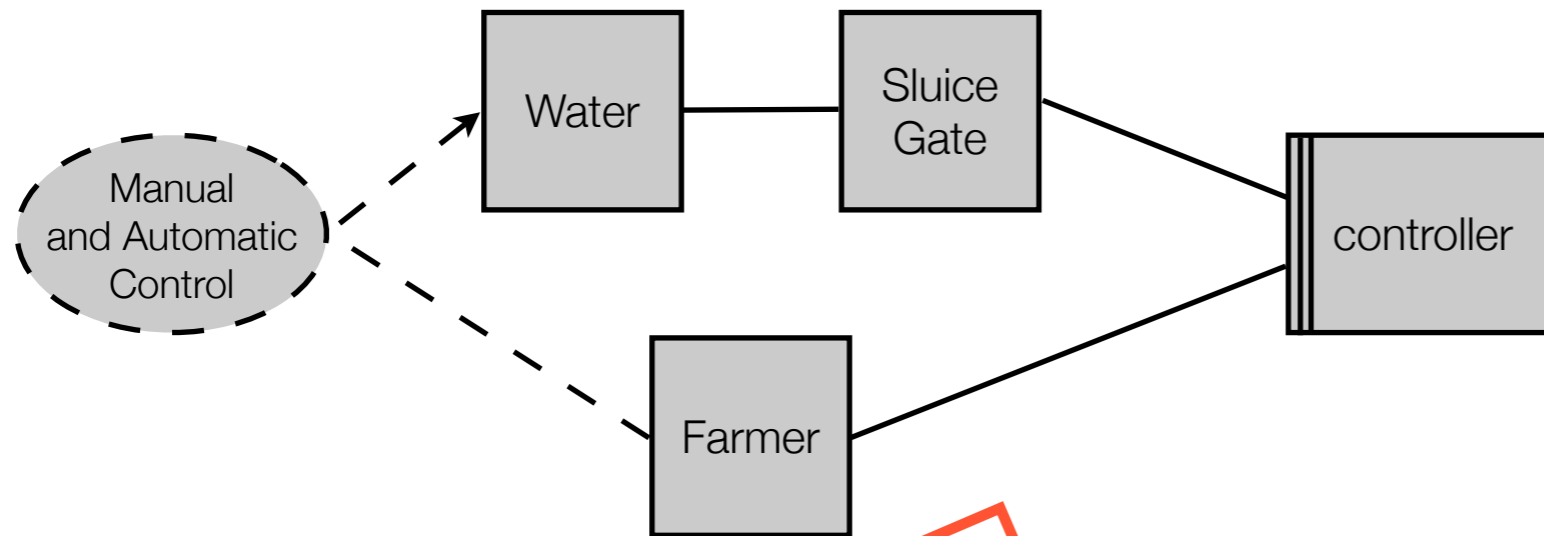 Manual
and Automatic
Control
Water
Sluice
Gate
controller
Farmer